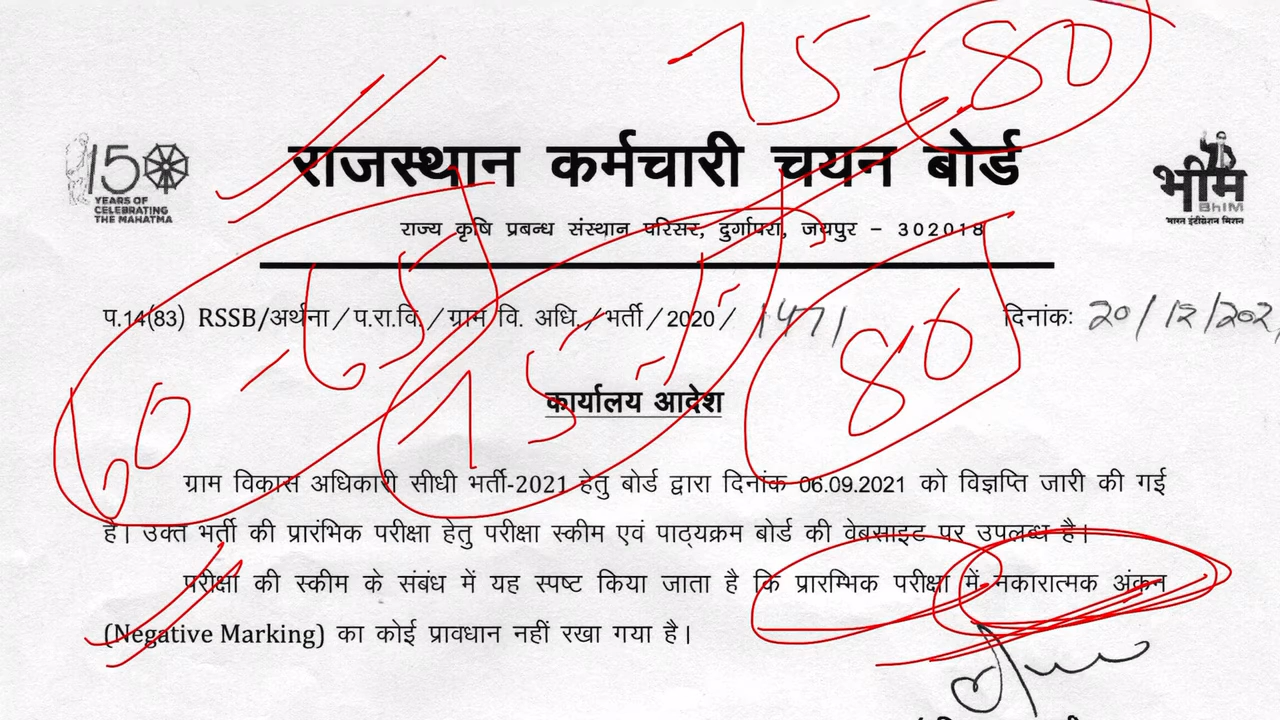 75 - 80
राजस्थान कर्मचारी चयन बोर्ड
150
YEARS OF
CELEBRATING
THE MAHATMA
भीम
BHIM
भारत इंटीग्रेशन मिशन
राज्य कृषि प्रबन्ध संस्थान परिसर, दुर्गापुरा, जयपुर – 302018
प.14(83) RSSB/अर्थना/प.रा.वि./ग्राम वि. अधि./भर्ती/2020/ 1471 दिनांकः 20/12/202
60 - 65 75 - 80
कार्यालय आदेश
ग्राम विकास अधिकारी सीधी भर्ती-2021 हेतु बोर्ड द्वारा दिनांक 06.09.2021 को विज्ञप्ति जारी की गई
है। उक्त भर्ती की प्रारंभिक परीक्षा हेतु परीक्षा स्कीम एवं पाठ्यक्रम बोर्ड की वेबसाइट पर उपलब्ध है।
परीक्षा की स्कीम के संबंध में यह स्पष्ट किया जाता है कि प्रारम्भिक परीक्षा में नकारात्मक अंकन
(Negative Marking) का कोई प्रावधान नहीं रखा गया है।